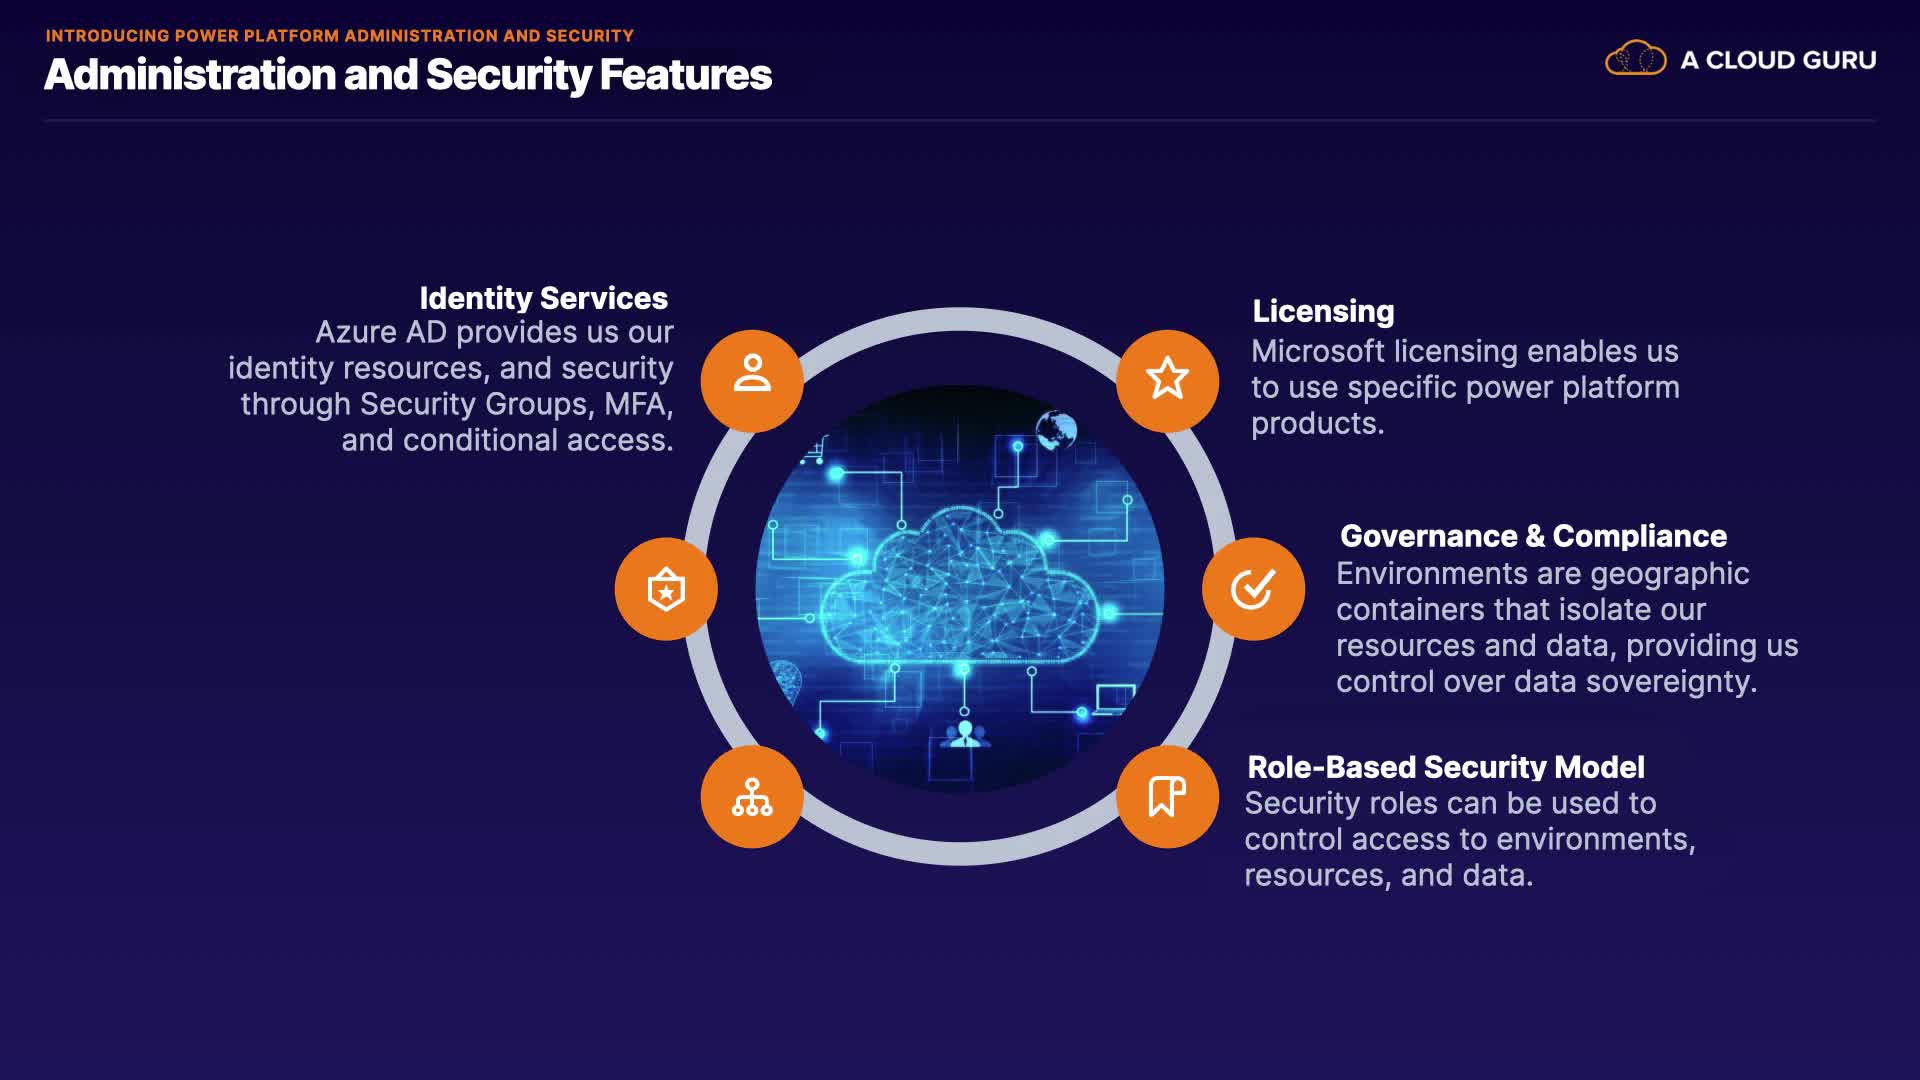 INTRODUCING POWER PLATFORM ADMINISTRATION AND SECURITY
Administration and Security Features
A CLOUD GURU
Identity Services
Azure AD provides us our
identity resources, and security
through Security Groups, MFA,
and conditional access.
Licensing
Microsoft licensing enables us
to use specific power platform
products.
Governance & Compliance
Environments are geographic
containers that isolate our
resources and data, providing us
control over data sovereignty.
Role-Based Security Model
Security roles can be used to
control access to environments,
resources, and data.